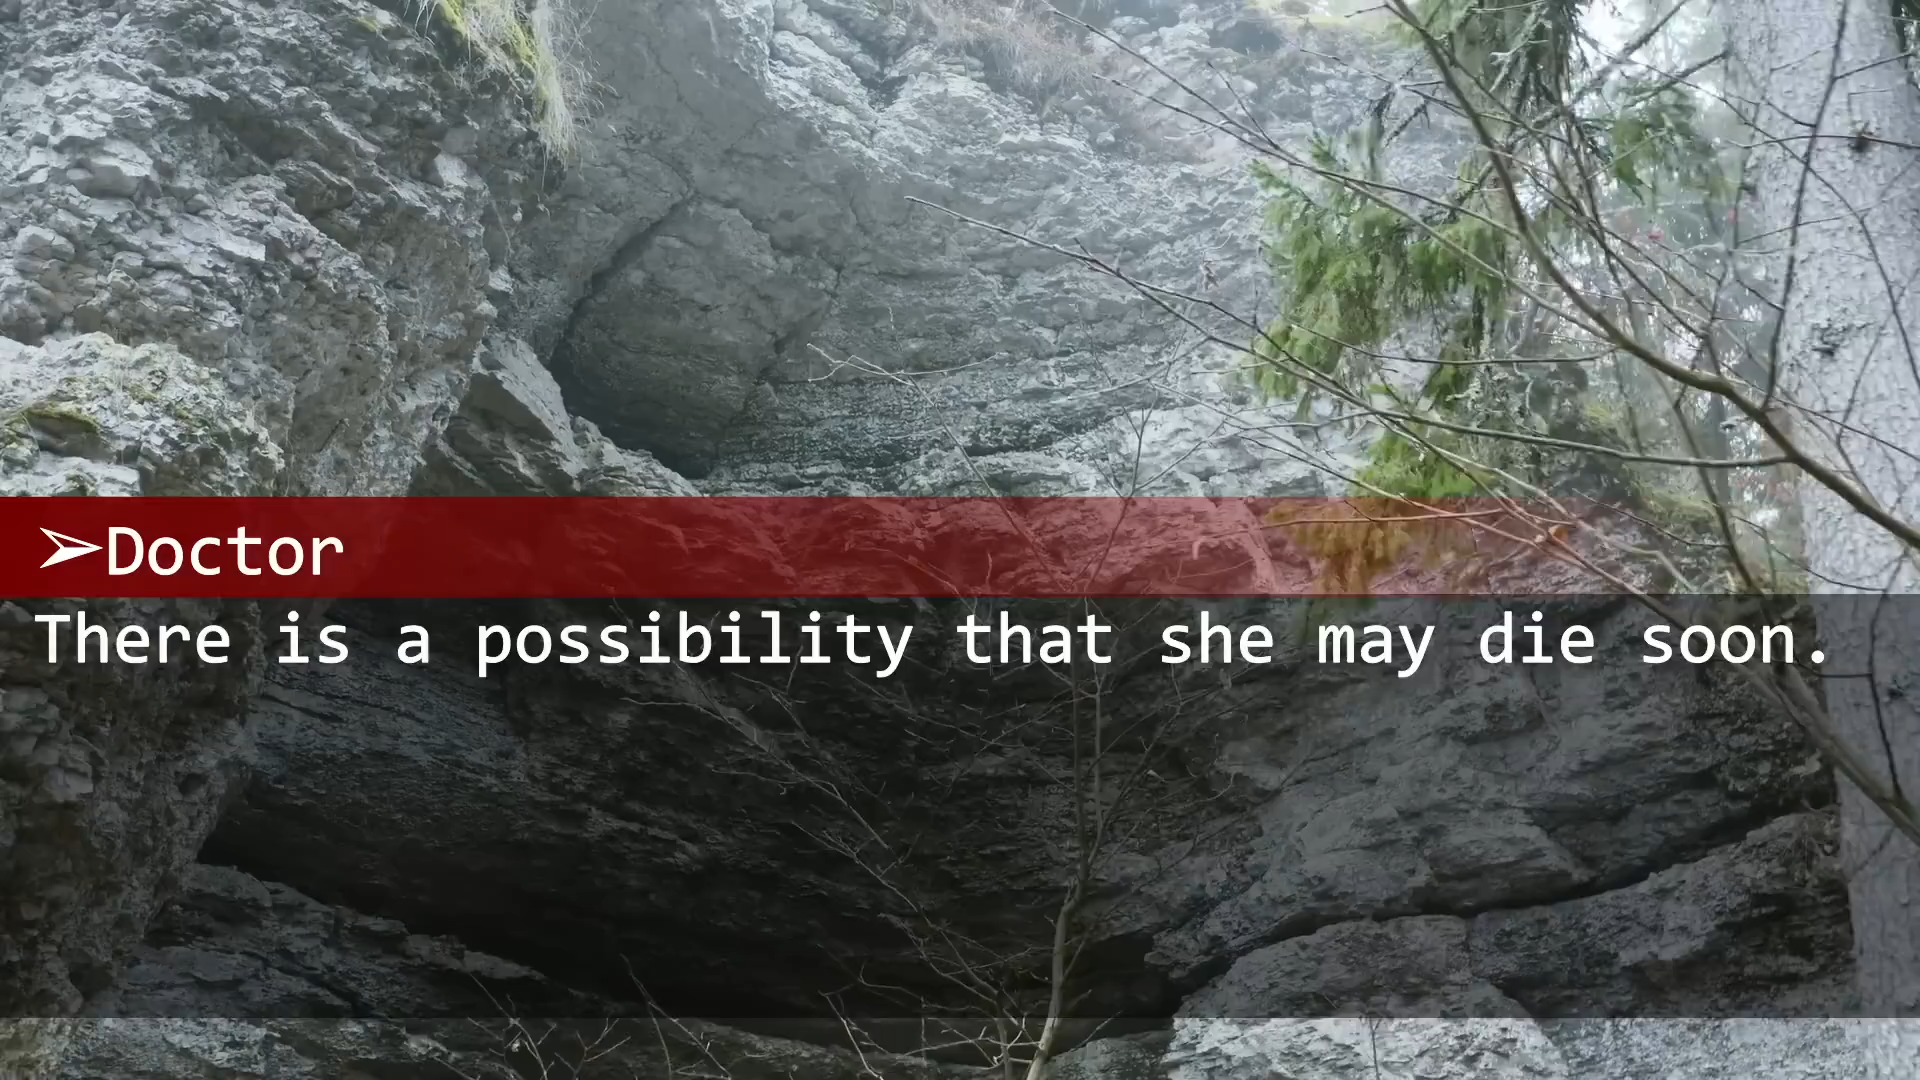 ➢Doctor
There is a possibility that she may die soon.